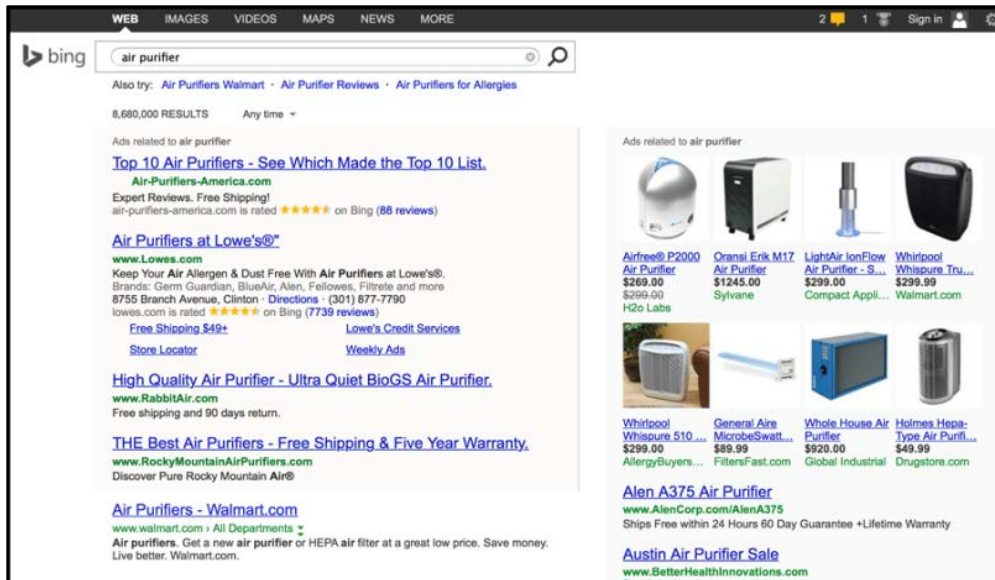 WEB IMAGES VIDEOS MAPS NEWS MORE
2 1 Sign in
bing
air purifier
Also try: Air Purifiers Walmart · Air Purifier Reviews · Air Purifiers for Allergies
8,680,000 RESULTS Any time
Ads related to air purifier
Top 10 Air Purifiers - See Which Made the Top 10 List.
Air-Purifiers-America.com
Expert Reviews. Free Shipping!
air-purifiers-america.com is rated ★★★★★ on Bing (88 reviews)
Air Purifiers at Lowe's®"
www.Lowes.com
Keep Your Air Allergen & Dust Free With Air Purifiers at Lowe's®.
Brands: Germ Guardian, BlueAir, Alen, Fellowes, Filtrete and more
8755 Branch Avenue, Clinton · Directions · (301) 877-7790
lowes.com is rated ★★★★★ on Bing (7739 reviews)
Free Shipping $49+ Lowe's Credit Services
Store Locator Weekly Ads
High Quality Air Purifier - Ultra Quiet BioGS Air Purifier.
www.RabbitAir.com
Free shipping and 90 days return.
THE Best Air Purifiers - Free Shipping & Five Year Warranty.
www.RockyMountainAirPurifiers.com
Discover Pure Rocky Mountain Air®
Air Purifiers - Walmart.com
www.walmart.com › All Departments
Air purifiers. Get a new air purifier or HEPA air filter at a great low price. Save money.
Live better. Walmart.com.
Ads related to air purifier
Airfree® P2000 Oransi Erik M17 LightAir IonFlow Whirlpool
Air Purifier Air Purifier Air Purifier - S... Whispure Tru...
$269.00 $1245.00 $299.00 $299.99
$299.00 Sylvane Compact Appli... Walmart.com
H2o Labs
Whirlpool General Aire Whole House Air Holmes Hepa-
Whispure 510 ... MicrobeSwatt... Purifier Type Air Purifi...
$299.00 $89.99 $920.00 $49.99
AllergyBuyers... FiltersFast.com Global Industrial Drugstore.com
Alen A375 Air Purifier
www.AlenCorp.com/AlenA375
Ships Free within 24 Hours 60 Day Guarantee +Lifetime Warranty
Austin Air Purifier Sale
www.BetterHealthInnovations.com